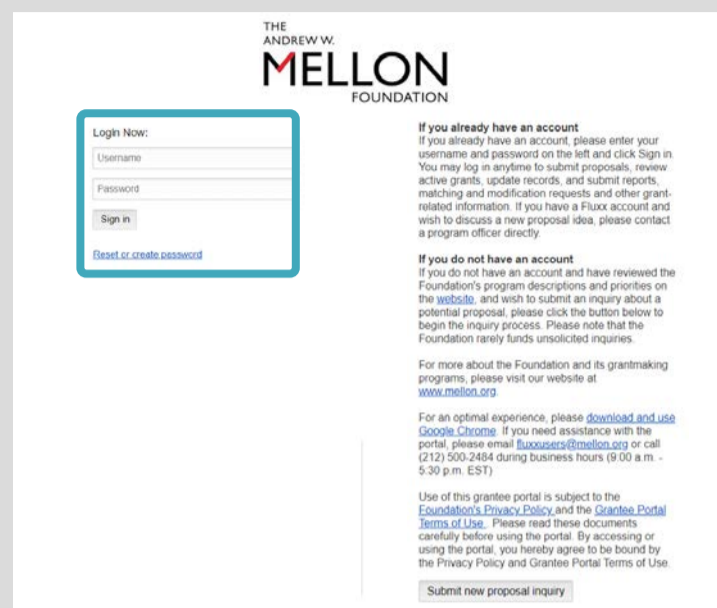 THE
ANDREW W.
MELLON
FOUNDATION
Login Now:
Username
Password
Sign in
Reset or create password
If you already have an account
If you already have an account, please enter your
username and password on the left and click Sign in.
You may log in anytime to submit proposals, review
active grants, update records, and submit reports,
matching and modification requests and other grant-
related information. If you have a Fluxx account and
wish to discuss a new proposal idea, please contact
a program officer directly.
If you do not have an account
If you do not have an account and have reviewed the
Foundation's program descriptions and priorities on
the website, and wish to submit an inquiry about a
potential proposal, please click the button below to
begin the inquiry process. Please note that the
Foundation rarely funds unsolicited inquiries.
For more about the Foundation and its grantmaking
programs, please visit our website at
www.mellon.org.
For an optimal experience, please download and use
Google Chrome. If you need assistance with the
portal, please email fluxxusers@mellon.org or call
(212) 500-2484 during business hours (9:00 a.m. -
5:30 p.m. EST)
Use of this grantee portal is subject to the
Foundation's Privacy Policy and the Grantee Portal
Terms of Use. Please read these documents
carefully before using the portal. By accessing or
using the portal, you hereby agree to be bound by
the Privacy Policy and Grantee Portal Terms of Use.
Submit new proposal inquiry